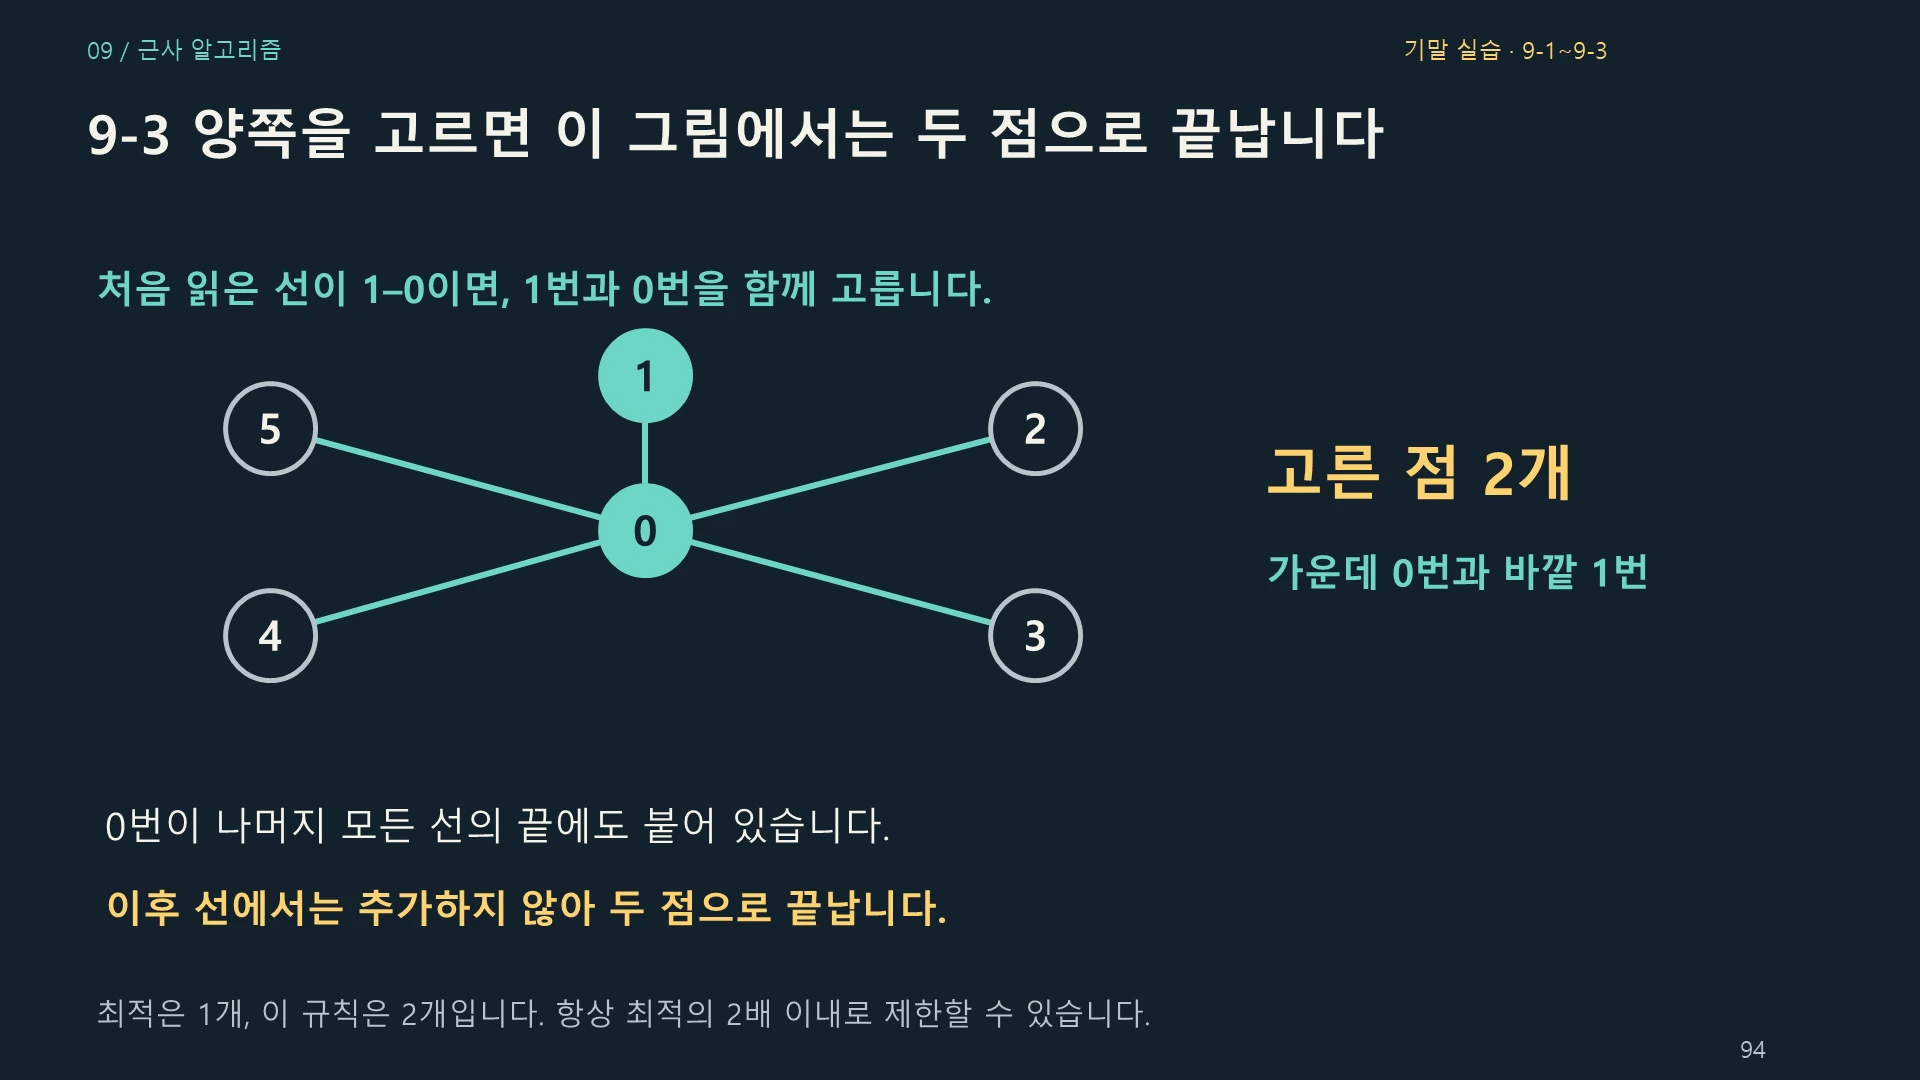 09 / 근사 알고리즘
기말 실습 · 9-1~9-3
9-3 양쪽을 고르면 이 그림에서는 두 점으로 끝납니다
처음 읽은 선이 1–0이면, 1번과 0번을 함께 고릅니다.
1
5
2
0
4
3
고른 점 2개
가운데 0번과 바깥 1번
0번이 나머지 모든 선의 끝에도 붙어 있습니다.
이후 선에서는 추가하지 않아 두 점으로 끝납니다.
최적은 1개, 이 규칙은 2개입니다. 항상 최적의 2배 이내로 제한할 수 있습니다.
94